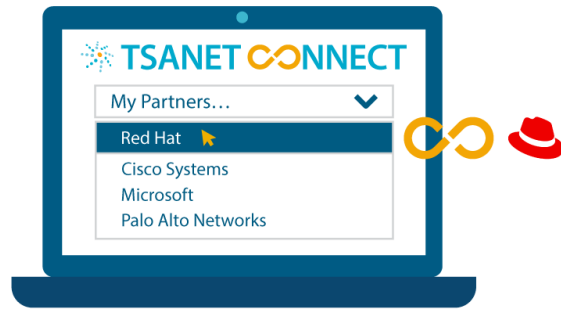 TSANET CONNECT
My Partners...
Red Hat
Cisco Systems
Microsoft
Palo Alto Networks